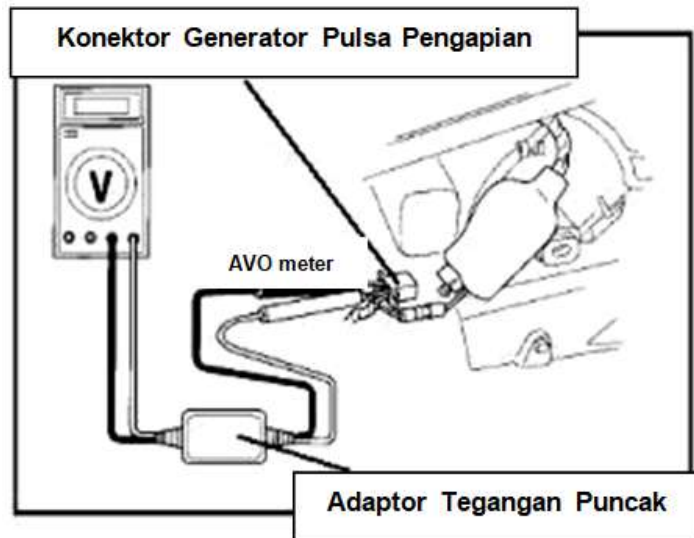 Konektor Generator Pulsa Pengapian
V
AVO meter
Adaptor Tegangan Puncak